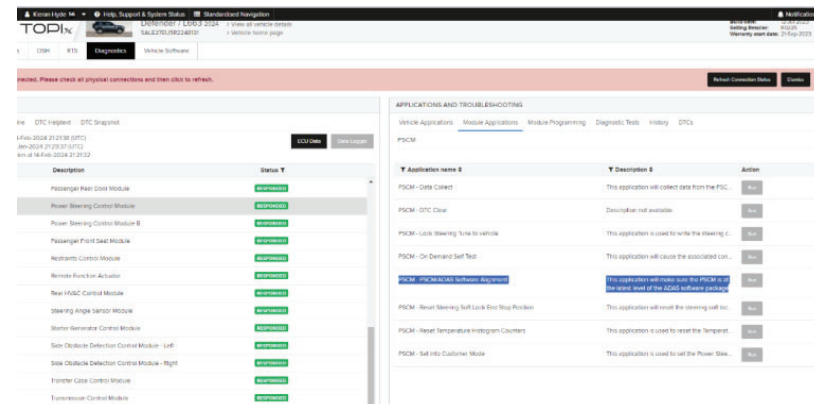 Kieran Hyde 14 Help, Support & System Status Standardised Navigation Notificatio
TOPIx Defender / L663 2024 > View all vehicle details
> Vehicle home page
Selling Retailer:
Warranty start date: 21-Sep-2023
DSH KTS Diagnostics Vehicle Software
nected. Please check all physical connections and then click to refresh. Refresh Connection Status Dismiss
APPLICATIONS AND TROUBLESHOOTING
DTC Helptext DTC Snapshot
Vehicle Applications Module Applications Module Programming Diagnostic Tests History DTCs
ECU Data Data Logger
PSCM
Description Status
Application name Description Action
Passenger Rear Door Module RESPONDED
Power Steering Control Module RESPONDED
Power Steering Control Module B RESPONDED
Passenger Front Seat Module RESPONDED
Restraints Control Module RESPONDED
Remote Function Actuator RESPONDED
Rear HVAC Control Module RESPONDED
Steering Angle Sensor Module RESPONDED
Starter Generator Control Module RESPONDED
Side Obstacle Detection Control Module - Left RESPONDED
Side Obstacle Detection Control Module - Right RESPONDED
Transfer Case Control Module RESPONDED
Transmission Control Module RESPONDED
PSCM - Data Collect This application will collect data from the PSC... Run
PSCM - DTC Clear Description not available. Run
PSCM - Lock Steering Tune to vehicle This application is used to write the steering c... Run
PSCM - On Demand Self Test This application will cause the associated con... Run
PSCM - PSCM/ADAS Software Alignment This application will make sure the PSCM is at Run
the latest level of the ADAS software package
PSCM - Reset Steering Soft Lock End Stop Position This application will reset the steering soft loc... Run
PSCM - Reset Temperature Histogram Counters This application is used to reset the Temperat... Run
PSCM - Set into Customer Mode This application is used to set the Power Stee... Run